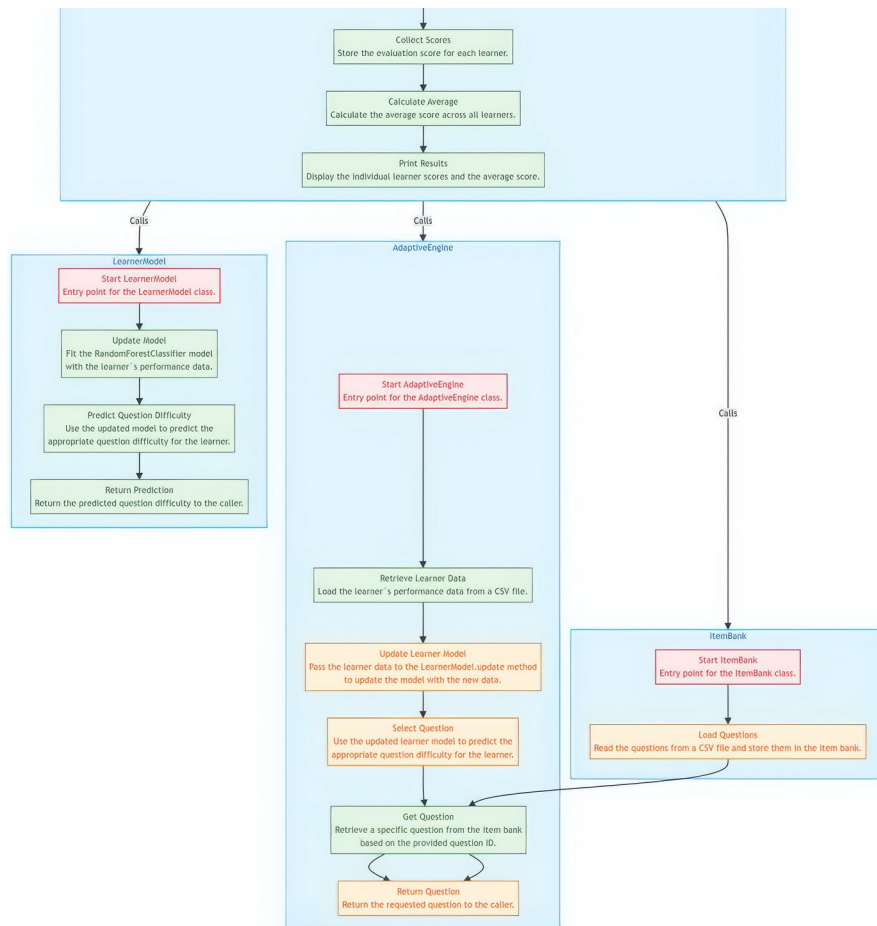 Collect Scores
Store the evaluation score for each learner.
Calculate Average
Calculate the average score across all learners.
Print Results
Display the individual learner scores and the average score.
Calls
Calls
Calls
LearnerModel
Start LearnerModel
Entry point for the LearnerModel class.
Update Model
Fit the RandomForestClassifier model
with the learner`s performance data.
Predict Question Difficulty
Use the updated model to predict the
appropriate question difficulty for the learner.
Return Prediction
Return the predicted question difficulty to the caller.
AdaptiveEngine
Start AdaptiveEngine
Entry point for the AdaptiveEngine class.
Retrieve Learner Data
Load the learner`s performance data from a CSV file.
Update Learner Model
Pass the learner data to the LearnerModel.update method
to update the model with the new data.
Select Question
Use the updated learner model to predict the
appropriate question difficulty for the learner.
Get Question
Retrieve a specific question from the item bank
based on the provided question ID.
Return Question
Return the requested question to the caller.
ItemBank
Start ItemBank
Entry point for the ItemBank class.
Load Questions
Read the questions from a CSV file and store them in the item bank.